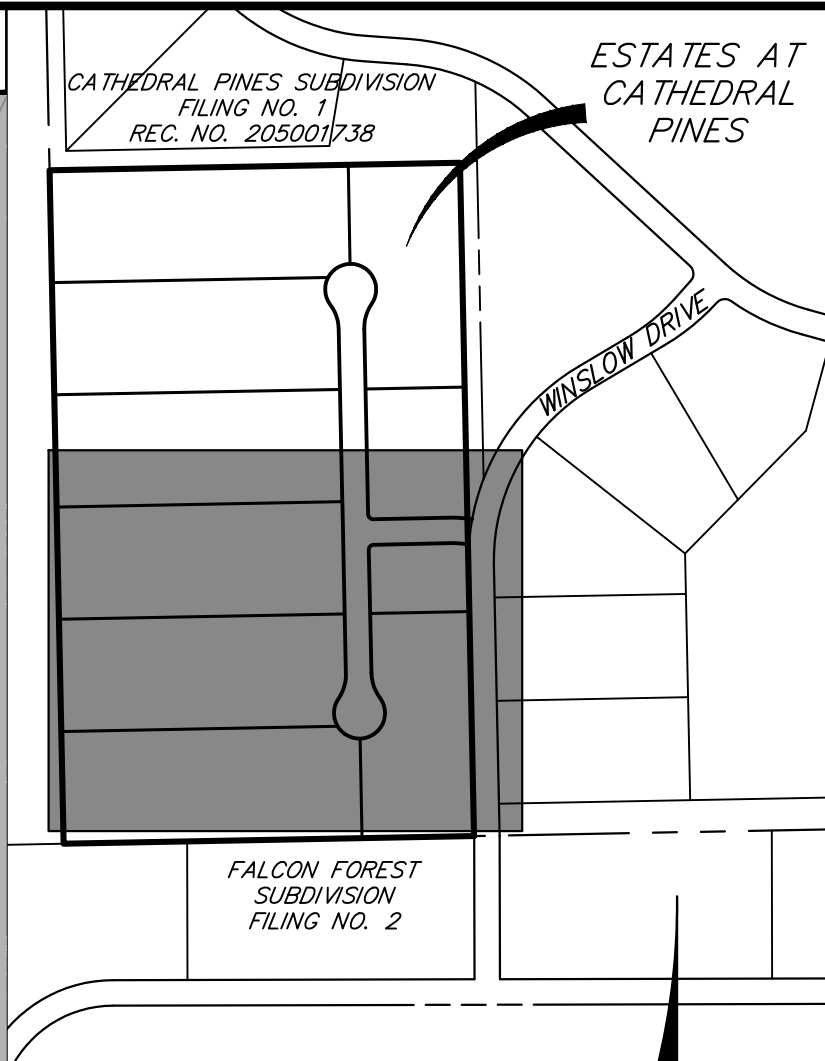 CATHEDRAL PINES SUBDIVISION
FILING NO. 1
REC. NO. 205001738
ESTATES AT
CATHEDRAL
PINES
WINSLOW DRIVE
FALCON FOREST
SUBDIVISION
FILING NO. 2